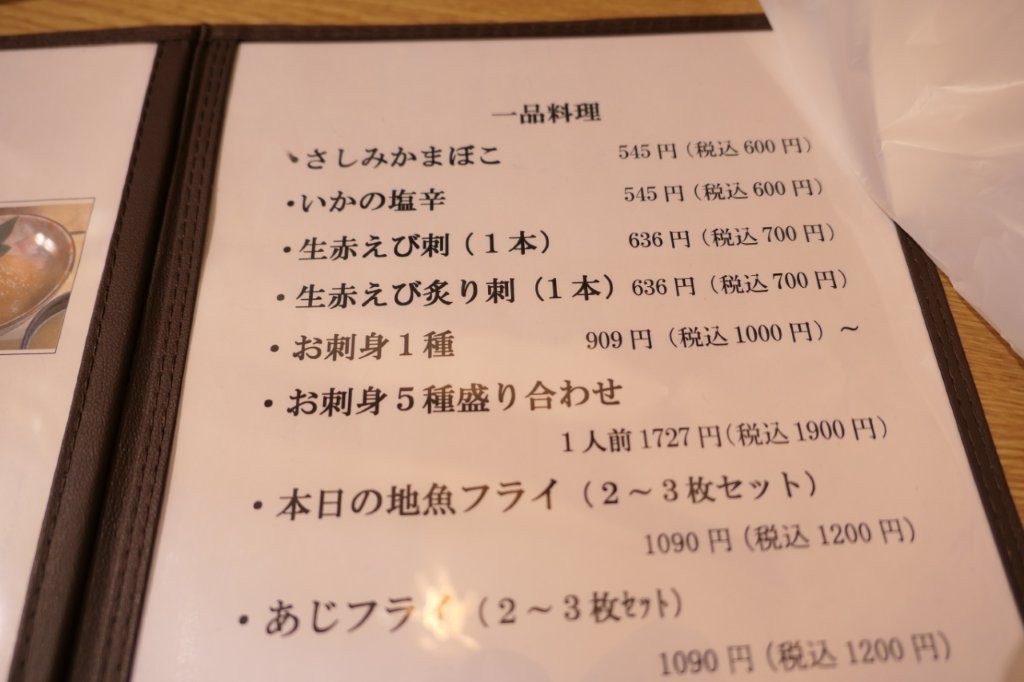 一品料理
・さしみかまぼこ 545円（税込600円）
・いかの塩辛 545円（税込600円）
・生赤えび刺（１本） 636円（税込700円）
・生赤えび炙り刺（１本） 636円（税込700円）
・お刺身１種 909円（税込1000円）～
・お刺身５種盛り合わせ
１人前1727円（税込1900円）
・本日の地魚フライ（２～３枚セット）
1090円（税込1200円）
・あじフライ（２～３枚ｾｯﾄ）
1090円（税込1200円）